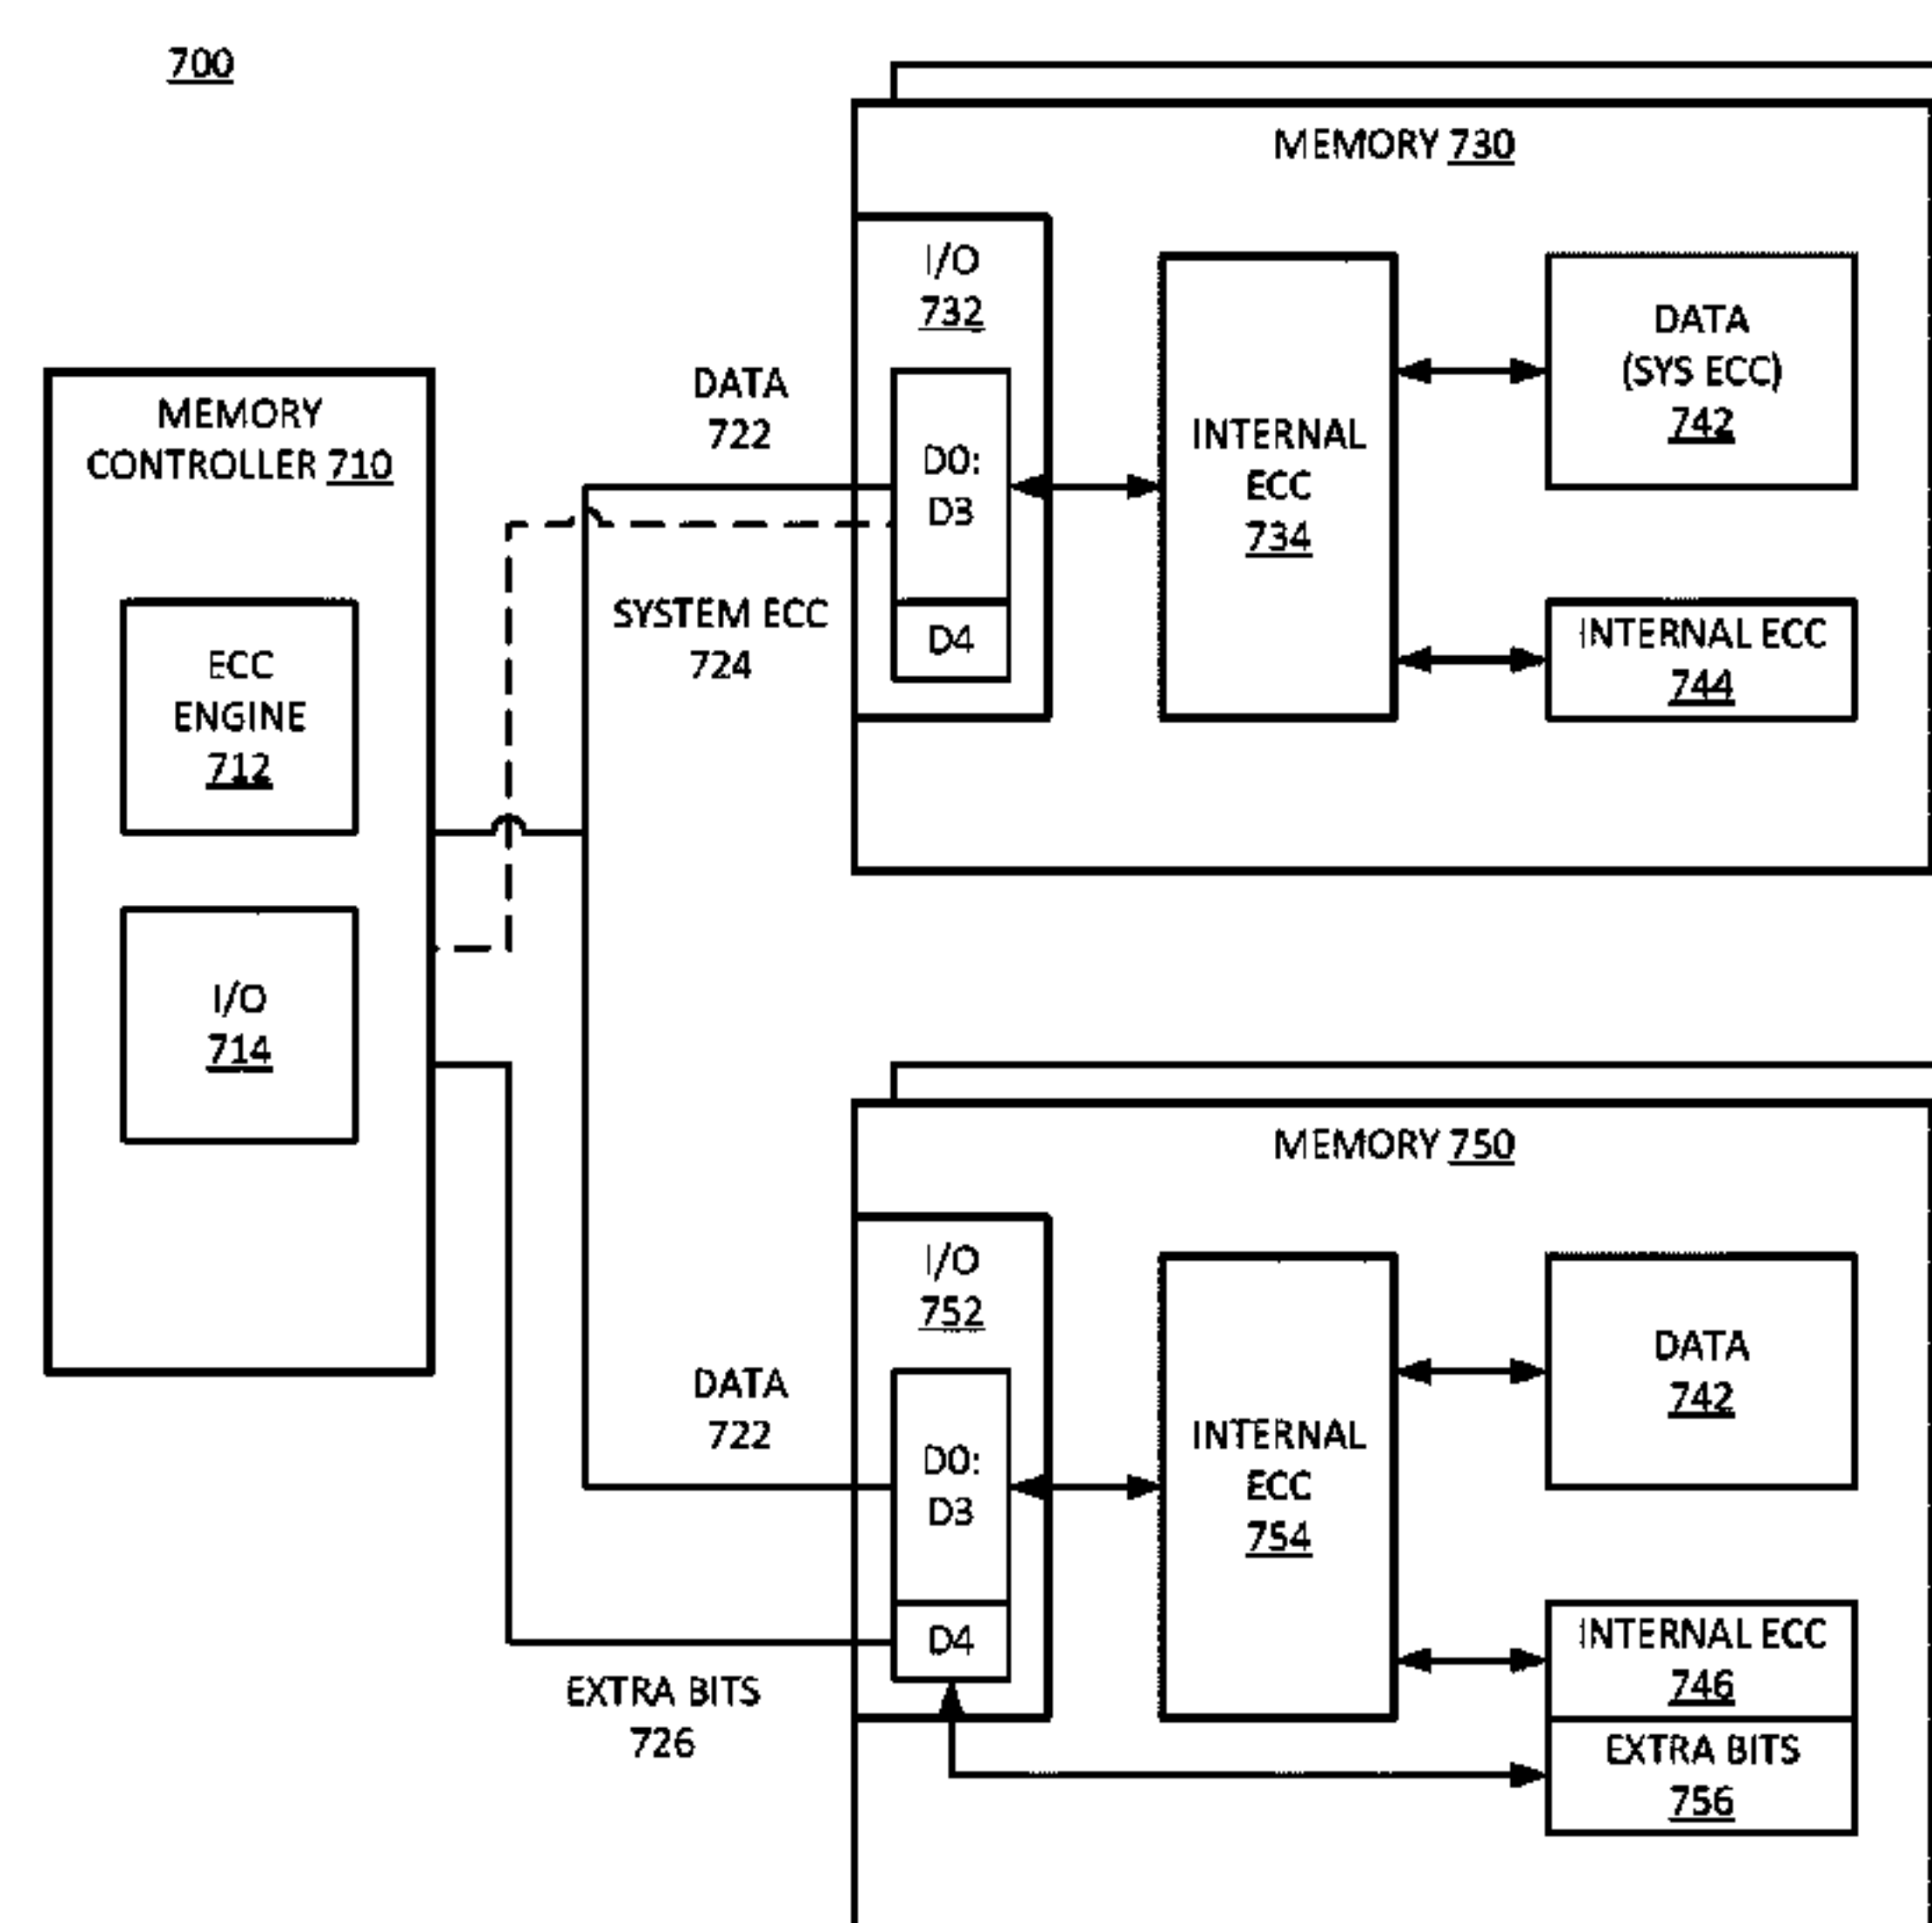 700
MEMORY
CONTROLLER 710
ECC
ENGINE
712
I/O
714
DATA
722
SYSTEM ECC
724
MEMORY 730
I/O
732
D0:
D3
D4
INTERNAL
ECC
734
DATA
(SYS ECC)
742
INTERNAL ECC
744
DATA
722
EXTRA BITS
726
MEMORY 750
I/O
752
D0:
D3
D4
INTERNAL
ECC
754
DATA
742
INTERNAL ECC
746
EXTRA BITS
756